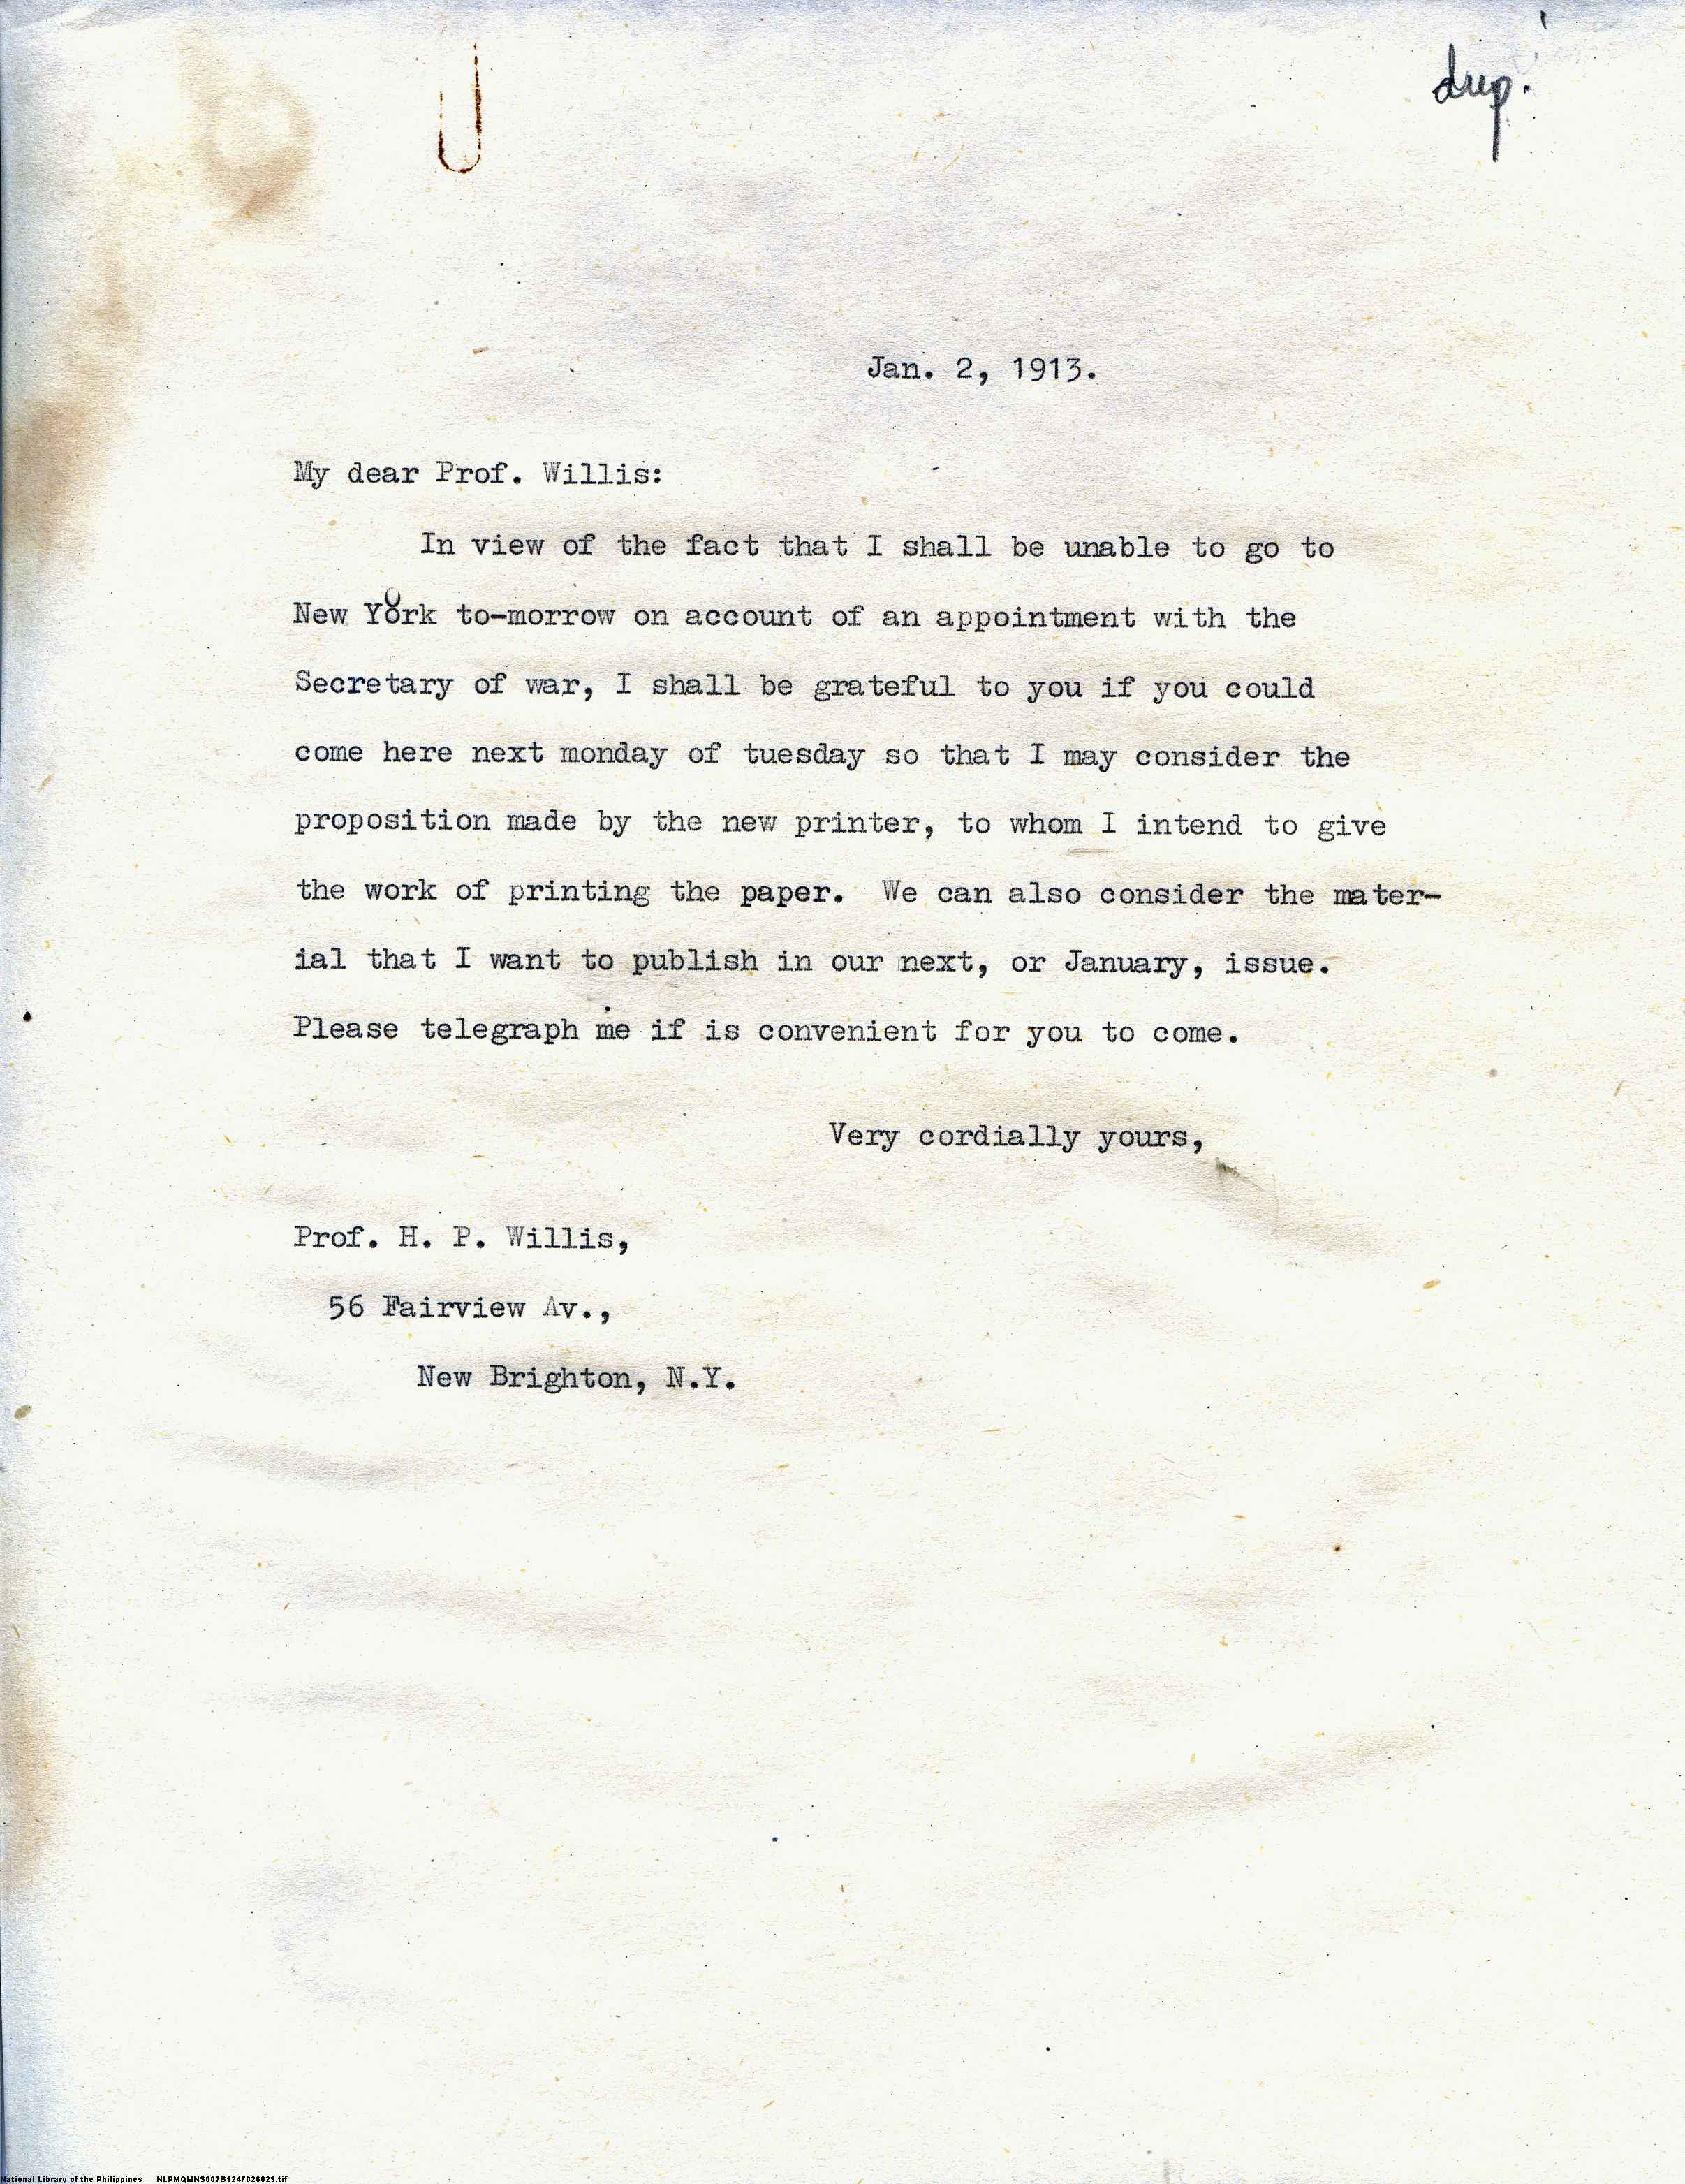 dup.
Jan. 2, 1913.
My dear Prof. Willis:
In view of the fact that I shall be unable to go to
New York to-morrow on account of an appointment with the
Secretary of war, I shall be grateful to you if you could
come here next monday of tuesday so that I may consider the
proposition made by the new printer, to whom I intend to give
the work of printing the paper. We can also consider the mater-
ial that I want to publish in our next, or January, issue.
Please telegraph me if is convenient for you to come.
Very cordially yours,
Prof. H. P. Willis,
56 Fairview Av.,
New Brighton, N.Y.
National Library of the Philippines NLPMQMNS007B124F026029.tif